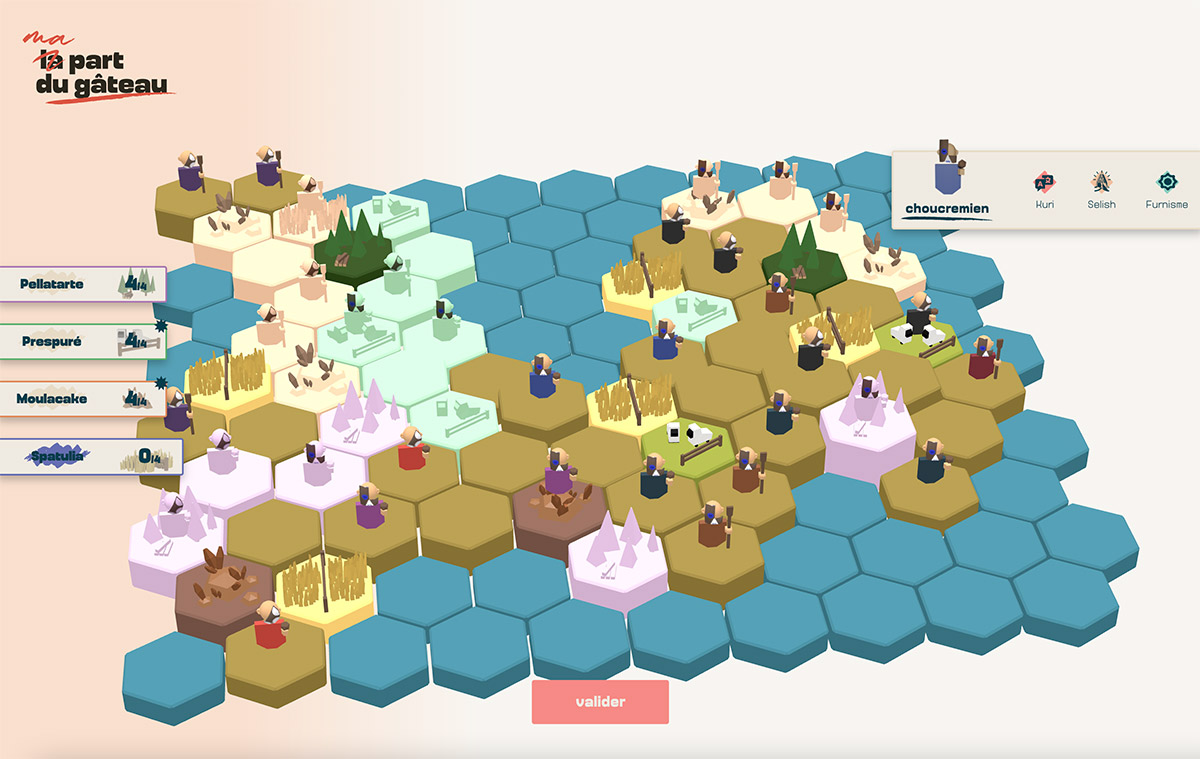 ma
la part
du gâteau
choucremien
Kuri
Selish
Furnisme
Pellatarte 4/4
Prespuré 4/4
Moulacake 4/4
Spatulia 0/4
valider